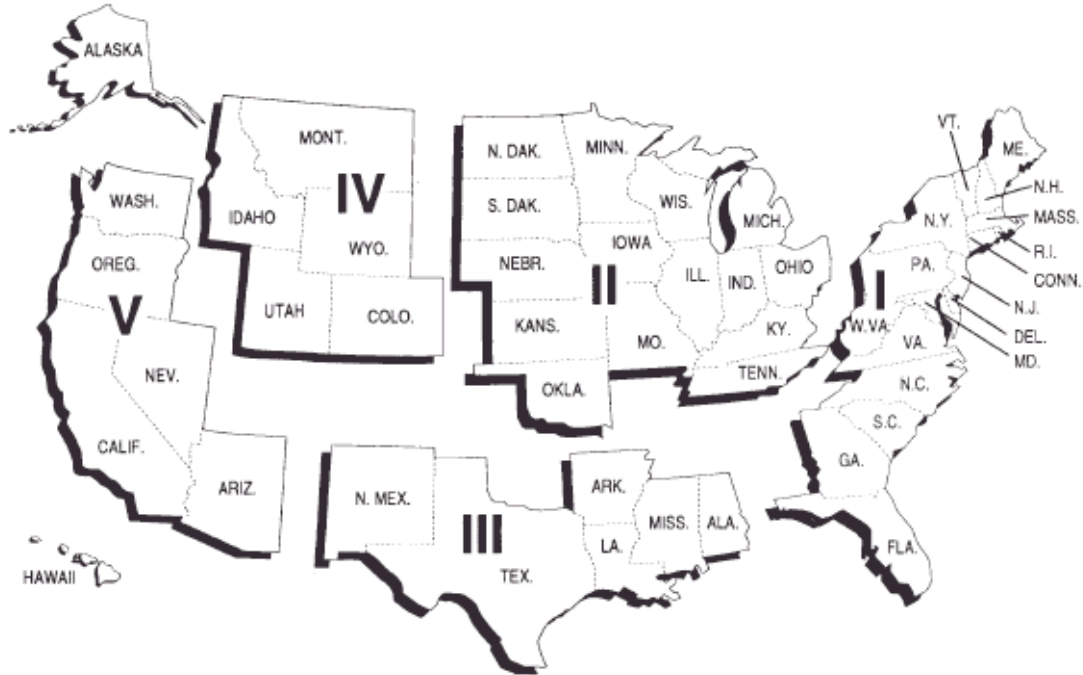 ALASKA
MONT.
IV
IDAHO
WYO.
UTAH
COLO.
WASH.
OREG.
V
NEV.
CALIF.
ARIZ.
HAWAII
N. DAK.
MINN.
S. DAK.
WIS.
MICH.
IOWA
NEBR.
II
ILL.
IND.
OHIO
KANS.
MO.
KY.
TENN.
OKLA.
N. MEX.
III
TEX.
ARK.
LA.
MISS.
ALA.
VT.
ME.
N.H.
N.Y.
MASS.
R.I.
PA.
I
CONN.
N.J.
W.VA.
VA.
DEL.
MD.
N.C.
S.C.
GA.
FLA.